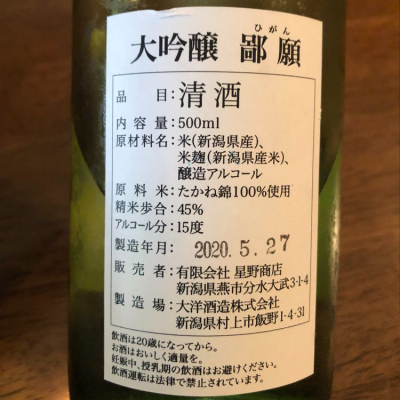 ひがん
大吟醸 鄙願
品目:清酒
内容量:500ml
原材料名:米(新潟県産)、
米麹(新潟県産米)、
醸造アルコール
原料米:たかね錦100%使用
精米歩合:45%
アルコール分:15度
製造年月:2020.5.27
販売者:有限会社 星野商店
新潟県燕市分水大武3-1-4
製造場:大洋酒造株式会社
新潟県村上市飯野1-4-31
飲酒は20歳になってから。
お酒はおいしく適量を。
妊娠中、授乳期の飲酒はお避けください。
飲酒運転は法律で禁止されています。